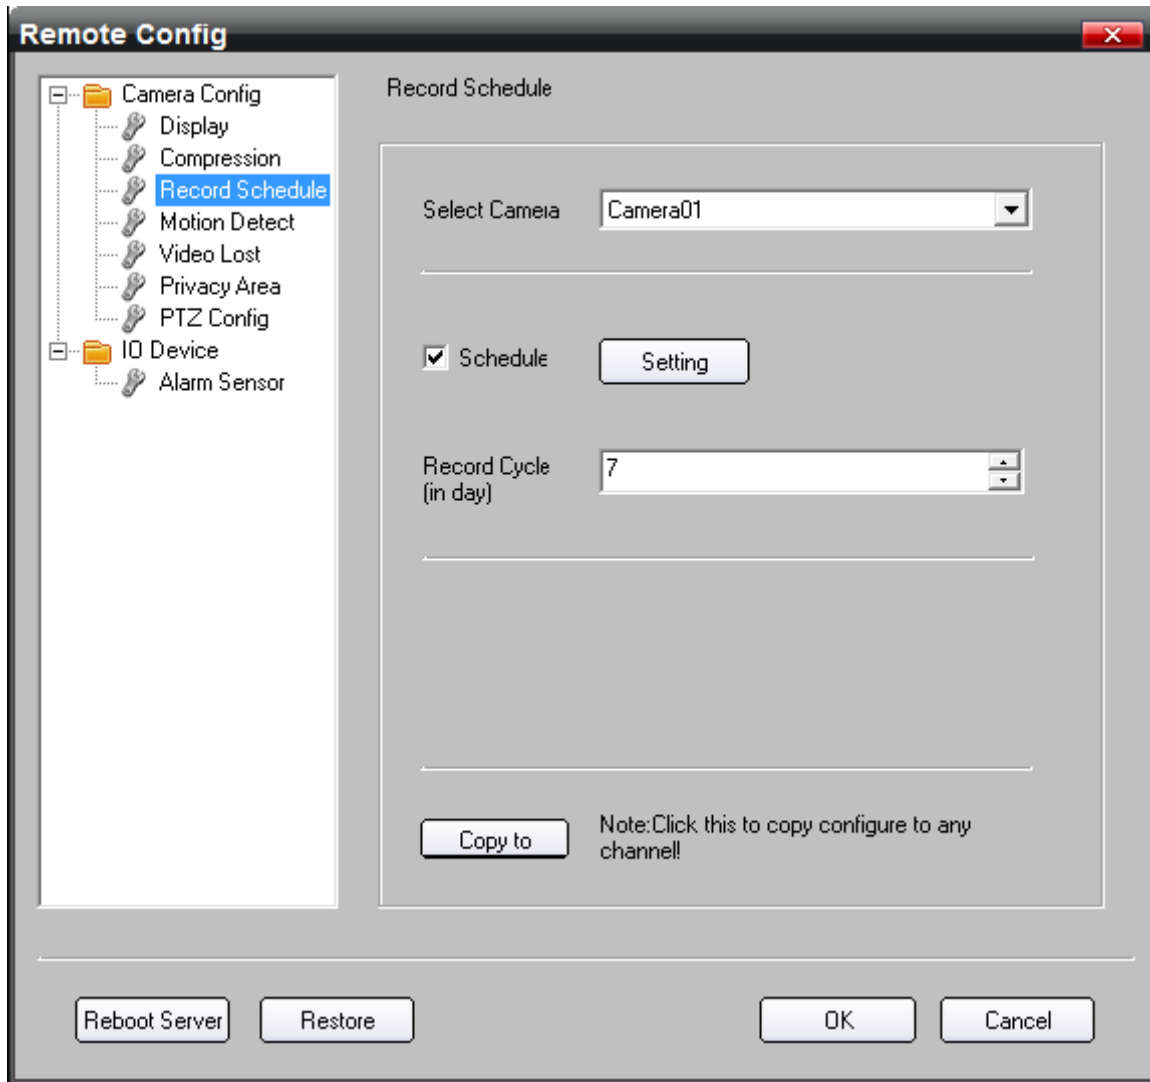 Remote Config
Camera Config
Display
Compression
Record Schedule
Motion Detect
Video Lost
Privacy Area
PTZ Config
IO Device
Alarm Sensor
Record Schedule
Select Camera
Camera01
Schedule
Setting
Record Cycle
(in day)
7
Copy to
Note:Click this to copy configure to any
channel!
Reboot Server
Restore
OK
Cancel